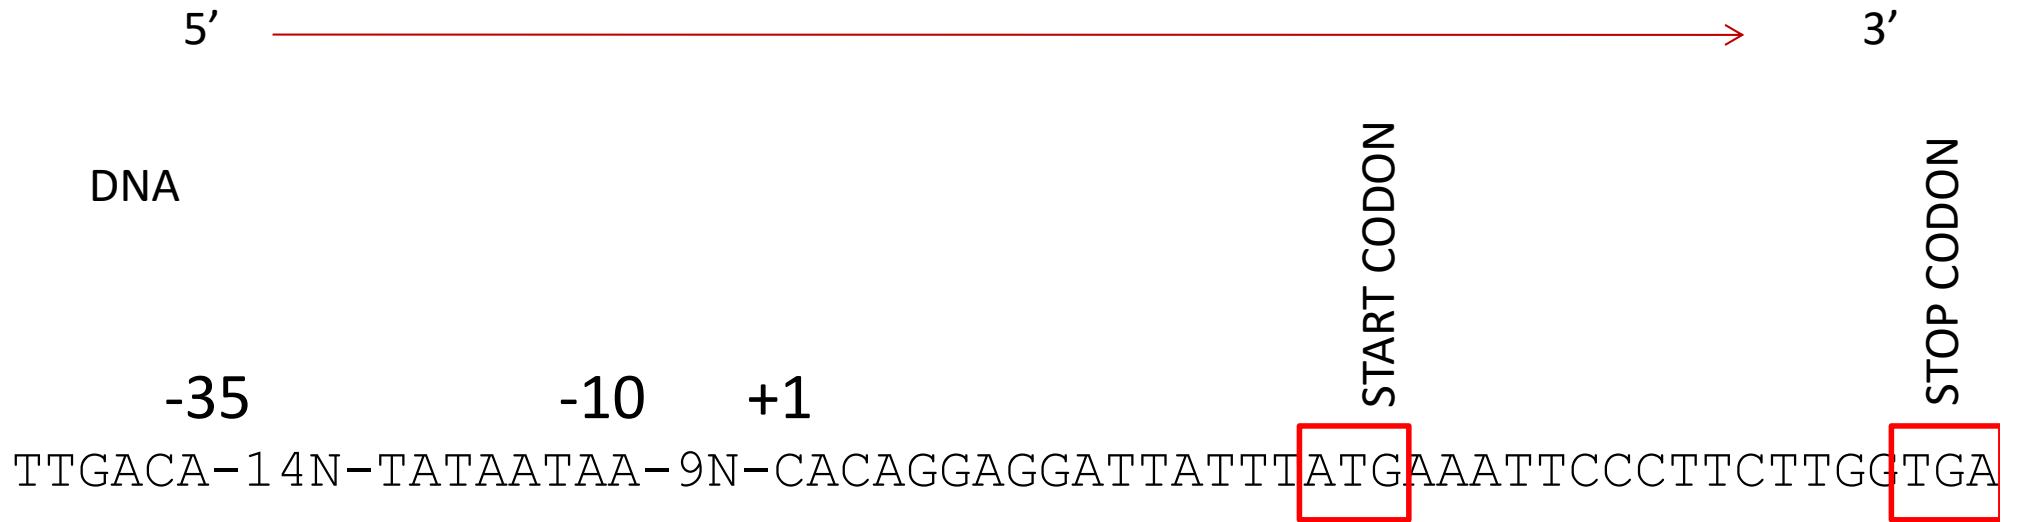 5’ 3’
DNA
START CODON
STOP CODON
-35 -10 +1
TTGACA-14N-TATAATAA-9N-CACAGGAGGATTATTTATGAAATTCCCTTCTTGGTGA